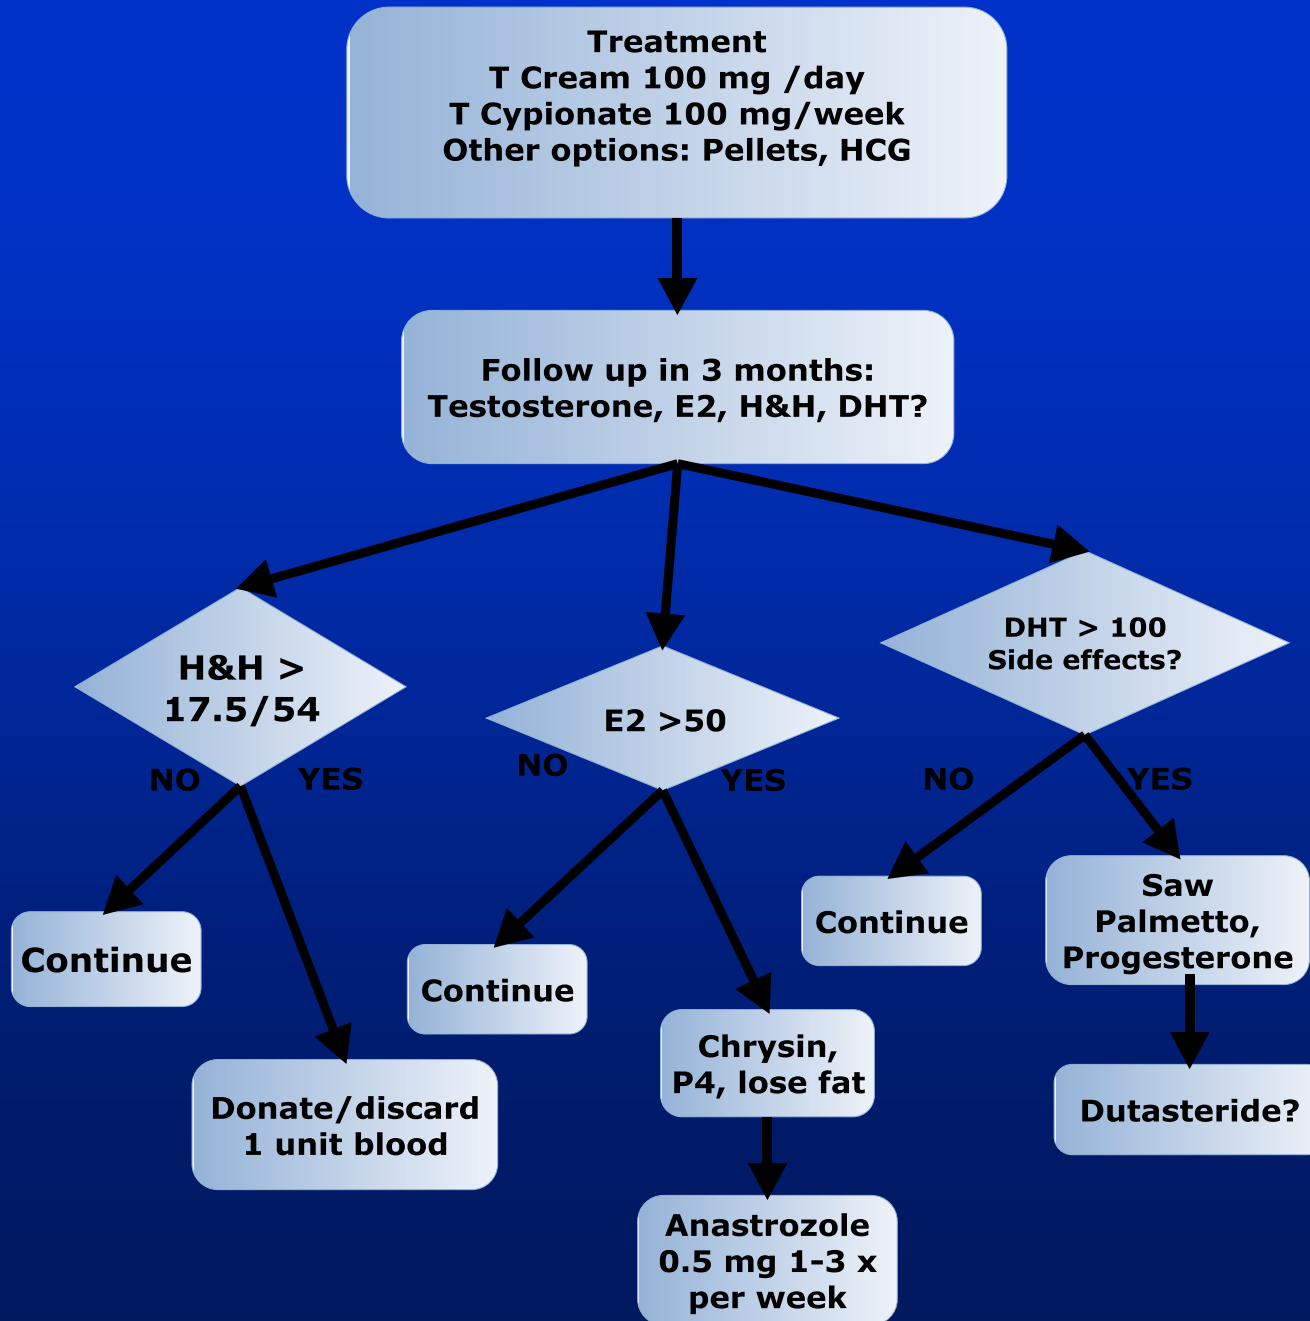 Treatment
T Cream 100 mg /day
T Cypionate 100 mg/week
Other options: Pellets, HCG
Follow up in 3 months:
Testosterone, E2, H&H, DHT?
H&H >
17.5/54
NO
YES
Continue
Donate/discard
1 unit blood
E2 >50
NO
YES
Continue
Chrysin,
P4, lose fat
Anastrozole
0.5 mg 1-3 x
per week
DHT > 100
Side effects?
NO
YES
Continue
Saw
Palmetto,
Progesterone
Dutasteride?